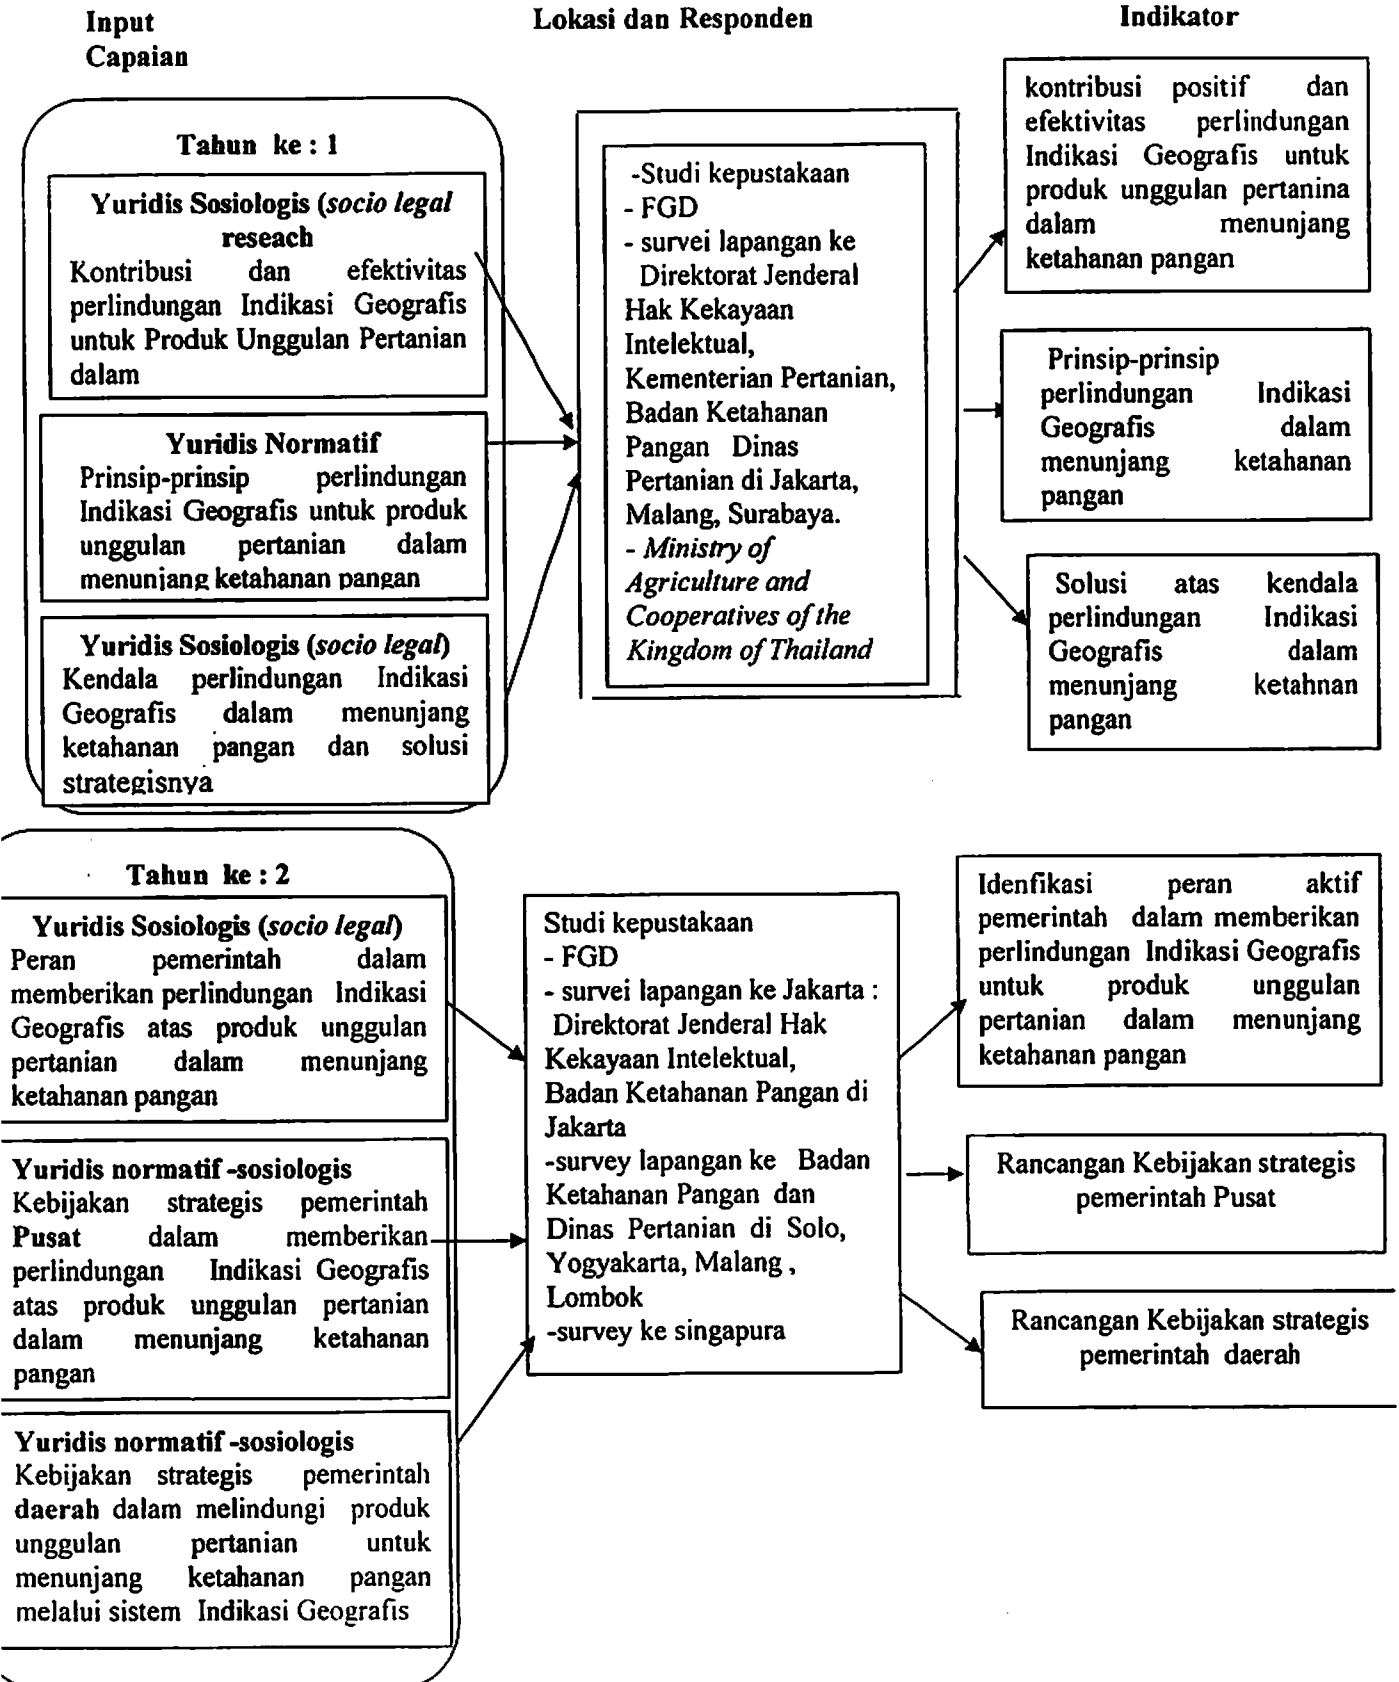 Input
Capaian
Lokasi dan Responden
Indikator
Tahun ke : 1
Yuridis Sosiologis (socio legal
reseach
Kontribusi dan efektivitas
perlindungan Indikasi Geografis
untuk Produk Unggulan Pertanian
dalam
Yuridis Normatif
Prinsip-prinsip perlindungan
Indikasi Geografis untuk produk
unggulan pertanian dalam
menunjang ketahanan pangan
Yuridis Sosiologis (socio legal)
Kendala perlindungan Indikasi
Geografis dalam menunjang
ketahanan pangan dan solusi
strategisnya
-Studi kepustakaan
- FGD
- survei lapangan ke
Direktorat Jenderal
Hak Kekayaan
Intelektual,
Kementerian Pertanian,
Badan Ketahanan
Pangan Dinas
Pertanian di Jakarta,
Malang, Surabaya.
- Ministry of
Agriculture and
Cooperatives of the
Kingdom of Thailand
kontribusi positif dan
efektivitas perlindungan
Indikasi Geografis untuk
produk unggulan pertanina
dalam menunjang
ketahanan pangan
Prinsip-prinsip
perlindungan Indikasi
Geografis dalam
menunjang ketahanan
pangan
Solusi atas kendala
perlindungan Indikasi
Geografis dalam
menunjang ketahnan
pangan
Tahun ke : 2
Yuridis Sosiologis (socio legal)
Peran pemerintah dalam
memberikan perlindungan Indikasi
Geografis atas produk unggulan
pertanian dalam menunjang
ketahanan pangan
Yuridis normatif -sosiologis
Kebijakan strategis pemerintah
Pusat dalam memberikan
perlindungan Indikasi Geografis
atas produk unggulan pertanian
dalam menunjang ketahanan
pangan
Yuridis normatif -sosiologis
Kebijakan strategis pemerintah
daerah dalam melindungi produk
unggulan pertanian untuk
menunjang ketahanan pangan
melalui sistem Indikasi Geografis
Studi kepustakaan
- FGD
- survei lapangan ke Jakarta :
Direktorat Jenderal Hak
Kekayaan Intelektual,
Badan Ketahanan Pangan di
Jakarta
-survey lapangan ke Badan
Ketahanan Pangan dan
Dinas Pertanian di Solo,
Yogyakarta, Malang ,
Lombok
-survey ke singapura
Idenfikasi peran aktif
pemerintah dalam memberikan
perlindungan Indikasi Geografis
untuk produk unggulan
pertanian dalam menunjang
ketahanan pangan
Rancangan Kebijakan strategis
pemerintah Pusat
Rancangan Kebijakan strategis
pemerintah daerah